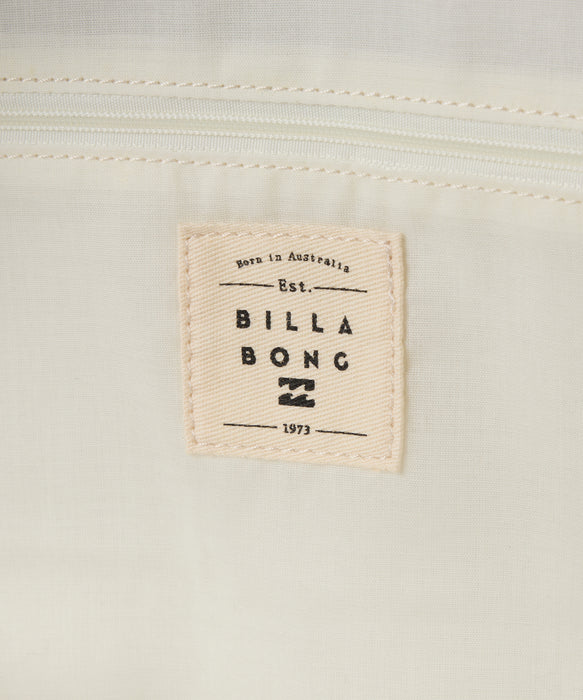 Born in Australia
Est.
BILLA
BONG
1973